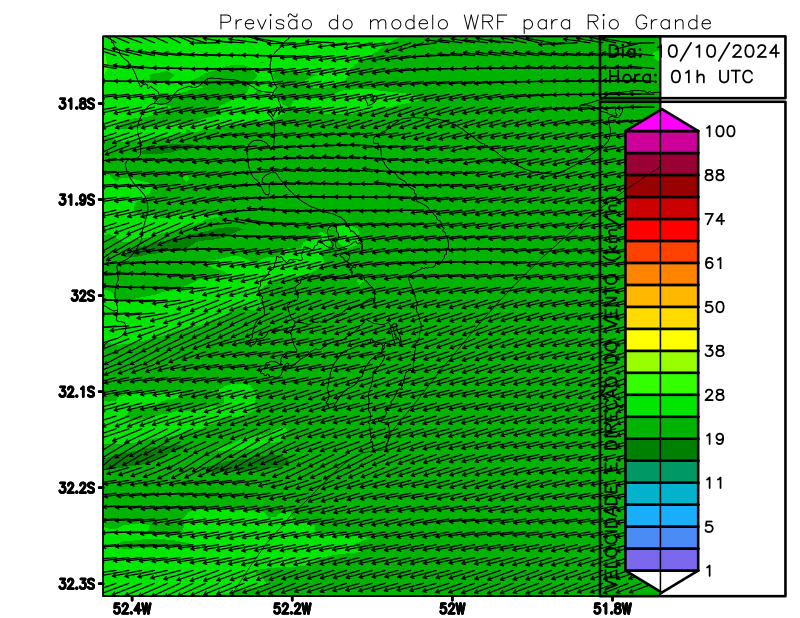 Previsão do modelo WRF para Rio Grande
Dia: 10/10/2024
Hora: 01h UTC
31.8S
31.9S
32S
32.1S
32.2S
32.3S
52.4W
52.2W
52W
51.8W
VELOCIDADE E DIREÇÃO DO VENTO (km/h)
100
88
74
61
50
38
28
19
11
5
1